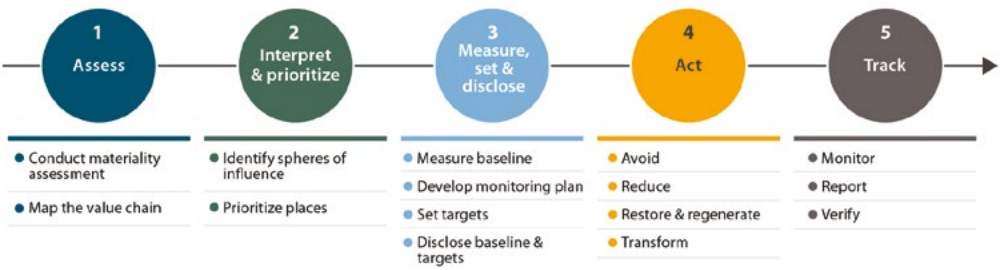 1
Assess
2
Interpret
& prioritize
3
Measure,
set &
disclose
4
Act
5
Track
Conduct materiality
assessment
Map the value chain
Identify spheres of
influence
Prioritize places
Measure baseline
Develop monitoring plan
Set targets
Disclose baseline &
targets
Avoid
Reduce
Restore & regenerate
Transform
Monitor
Report
Verify